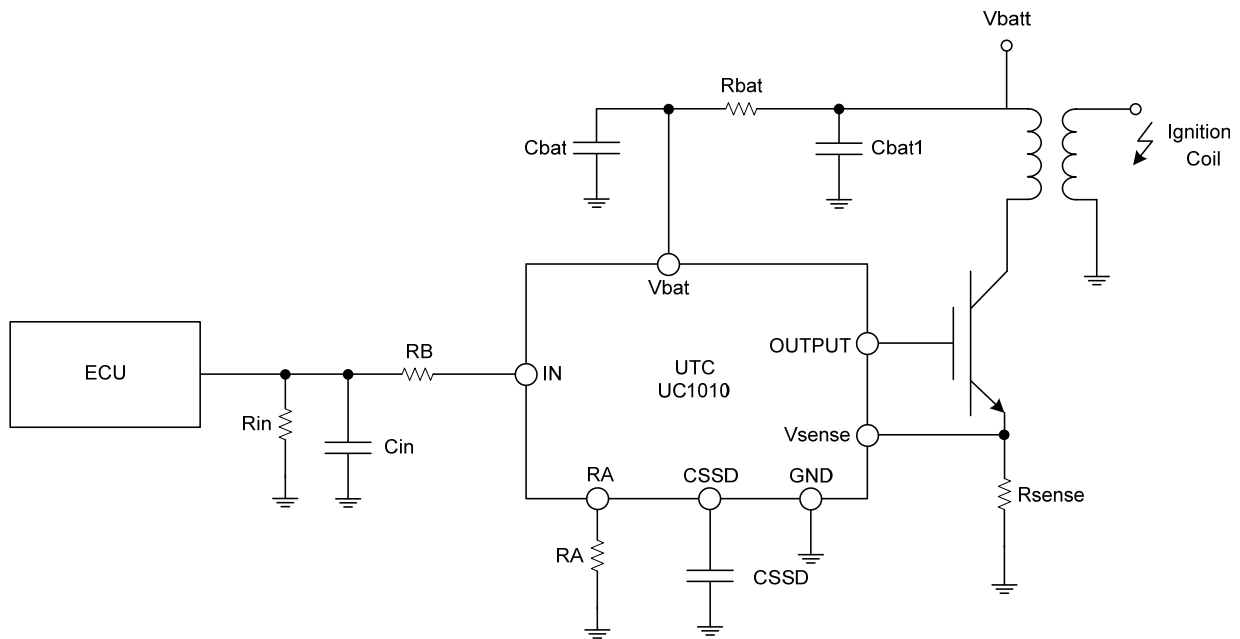 Vbatt
Rbat
Cbat
Cbat1
Ignition
Coil
Vbat
ECU
RB
IN
UTC
UC1010
OUTPUT
Rin
Cin
Vsense
RA
CSSD
GND
Rsense
RA
CSSD